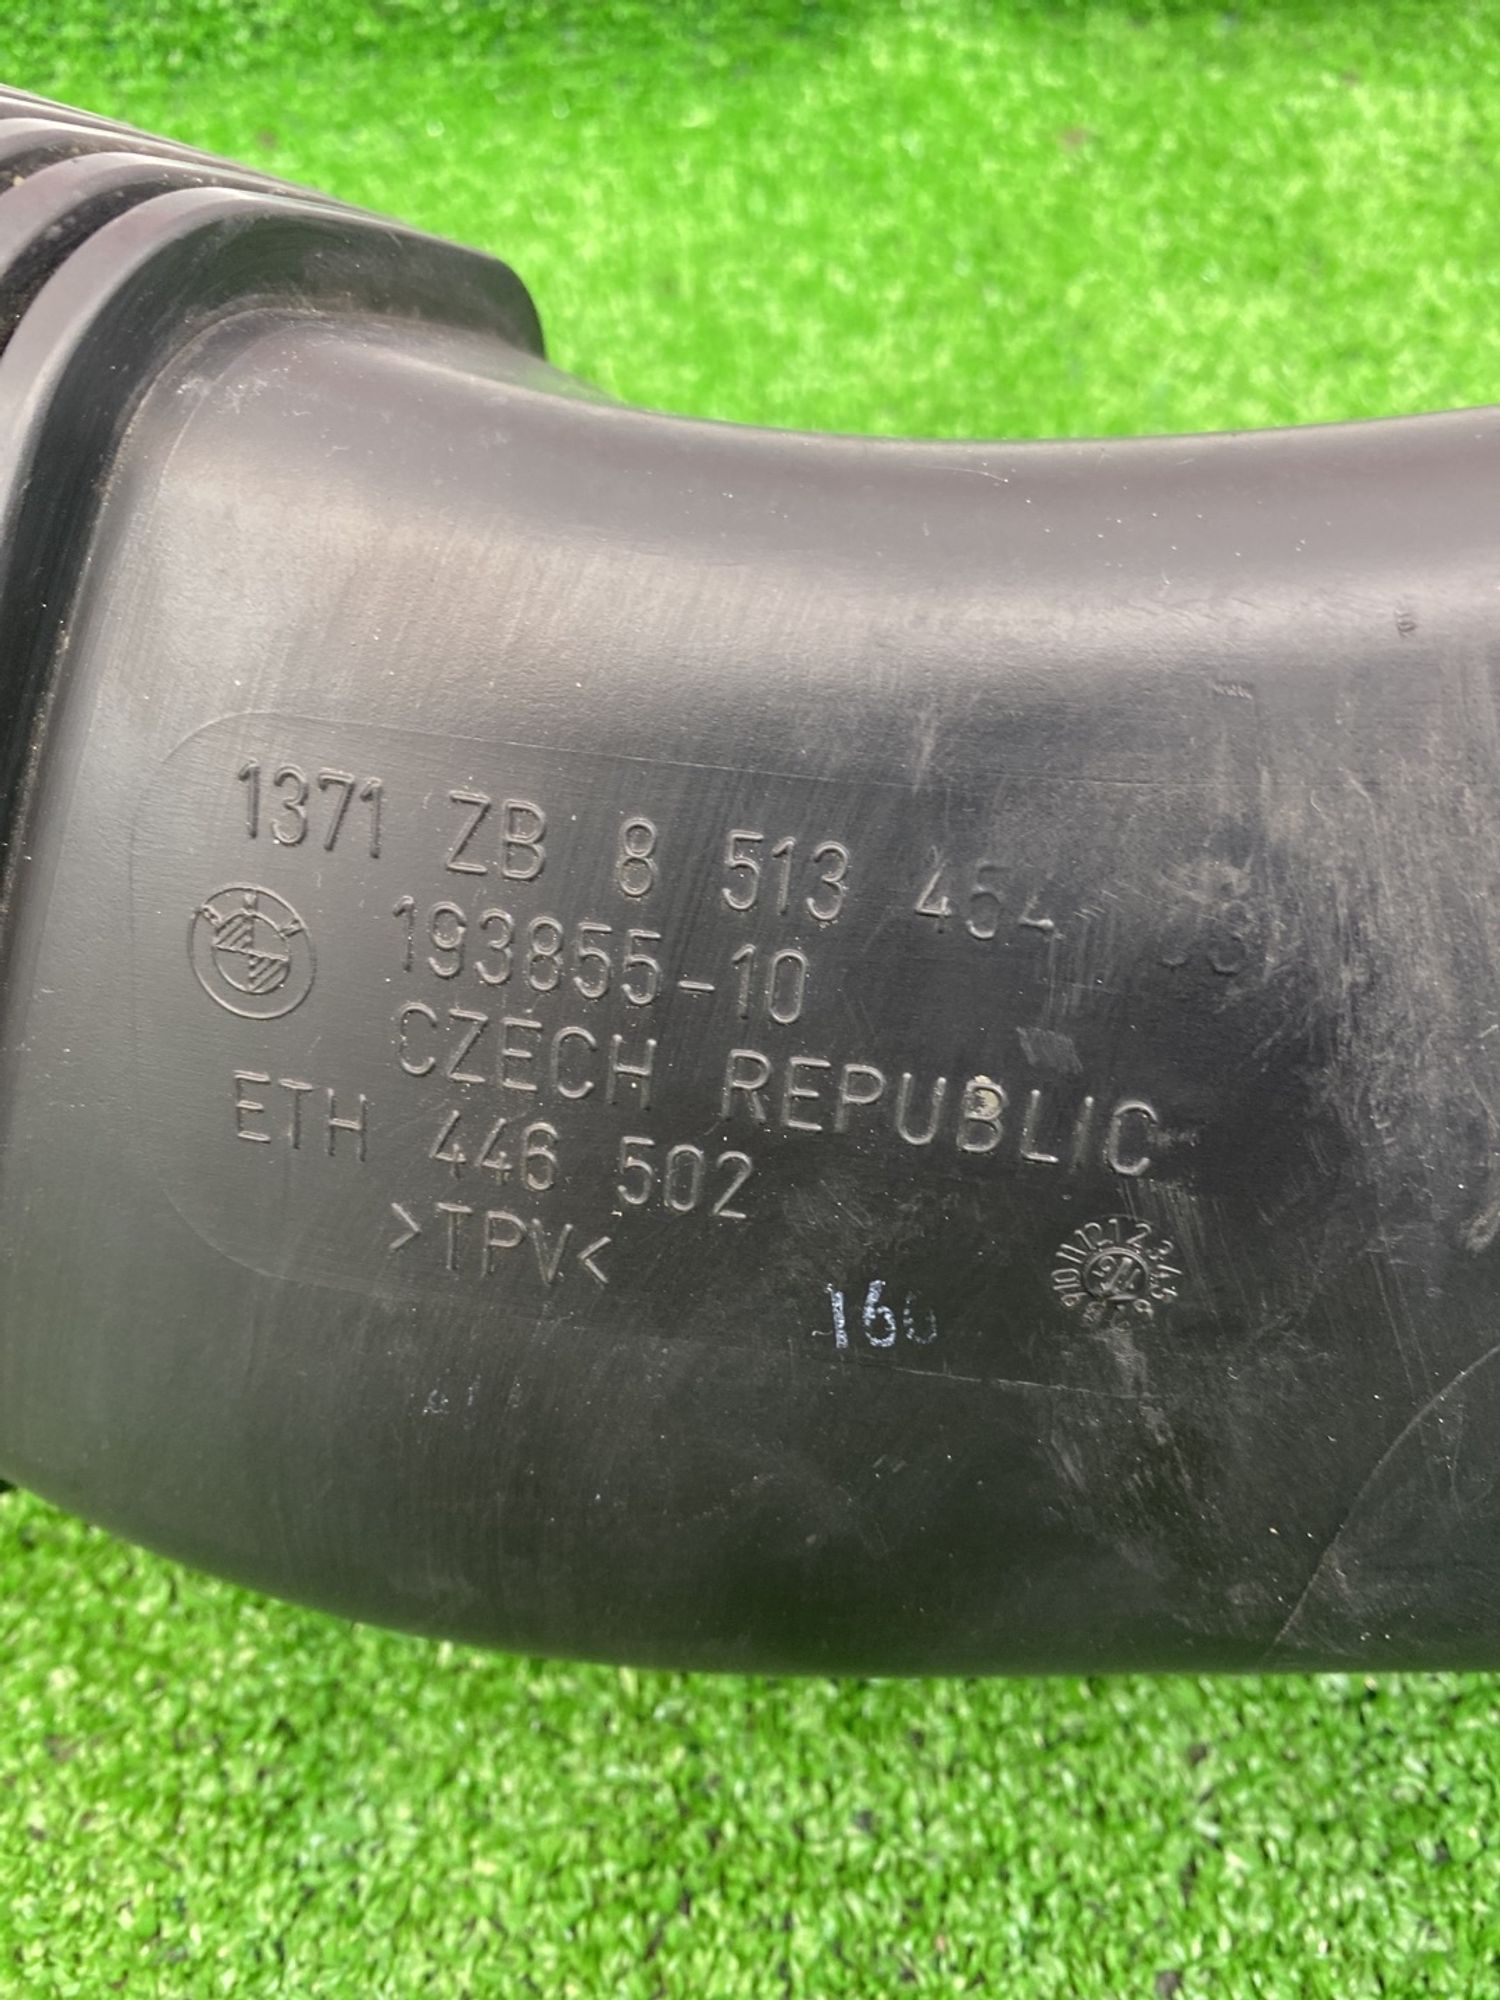 1371 ZB 8 513 454
193855-10
CZECH REPUBLIC
ETH 446 502
>TPV<